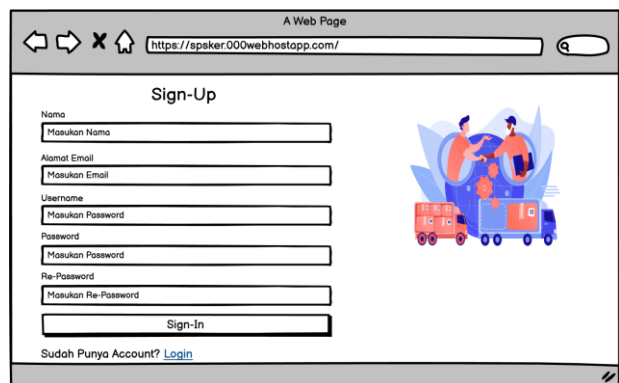 A Web Page
https://spsker.000webhostapp.com/
Sign-Up
Nama
Masukan Nama
Alamat Email
Masukan Email
Username
Masukan Password
Password
Masukan Password
Re-Password
Masukan Re-Password
Sign-In
Sudah Punya Account? Login